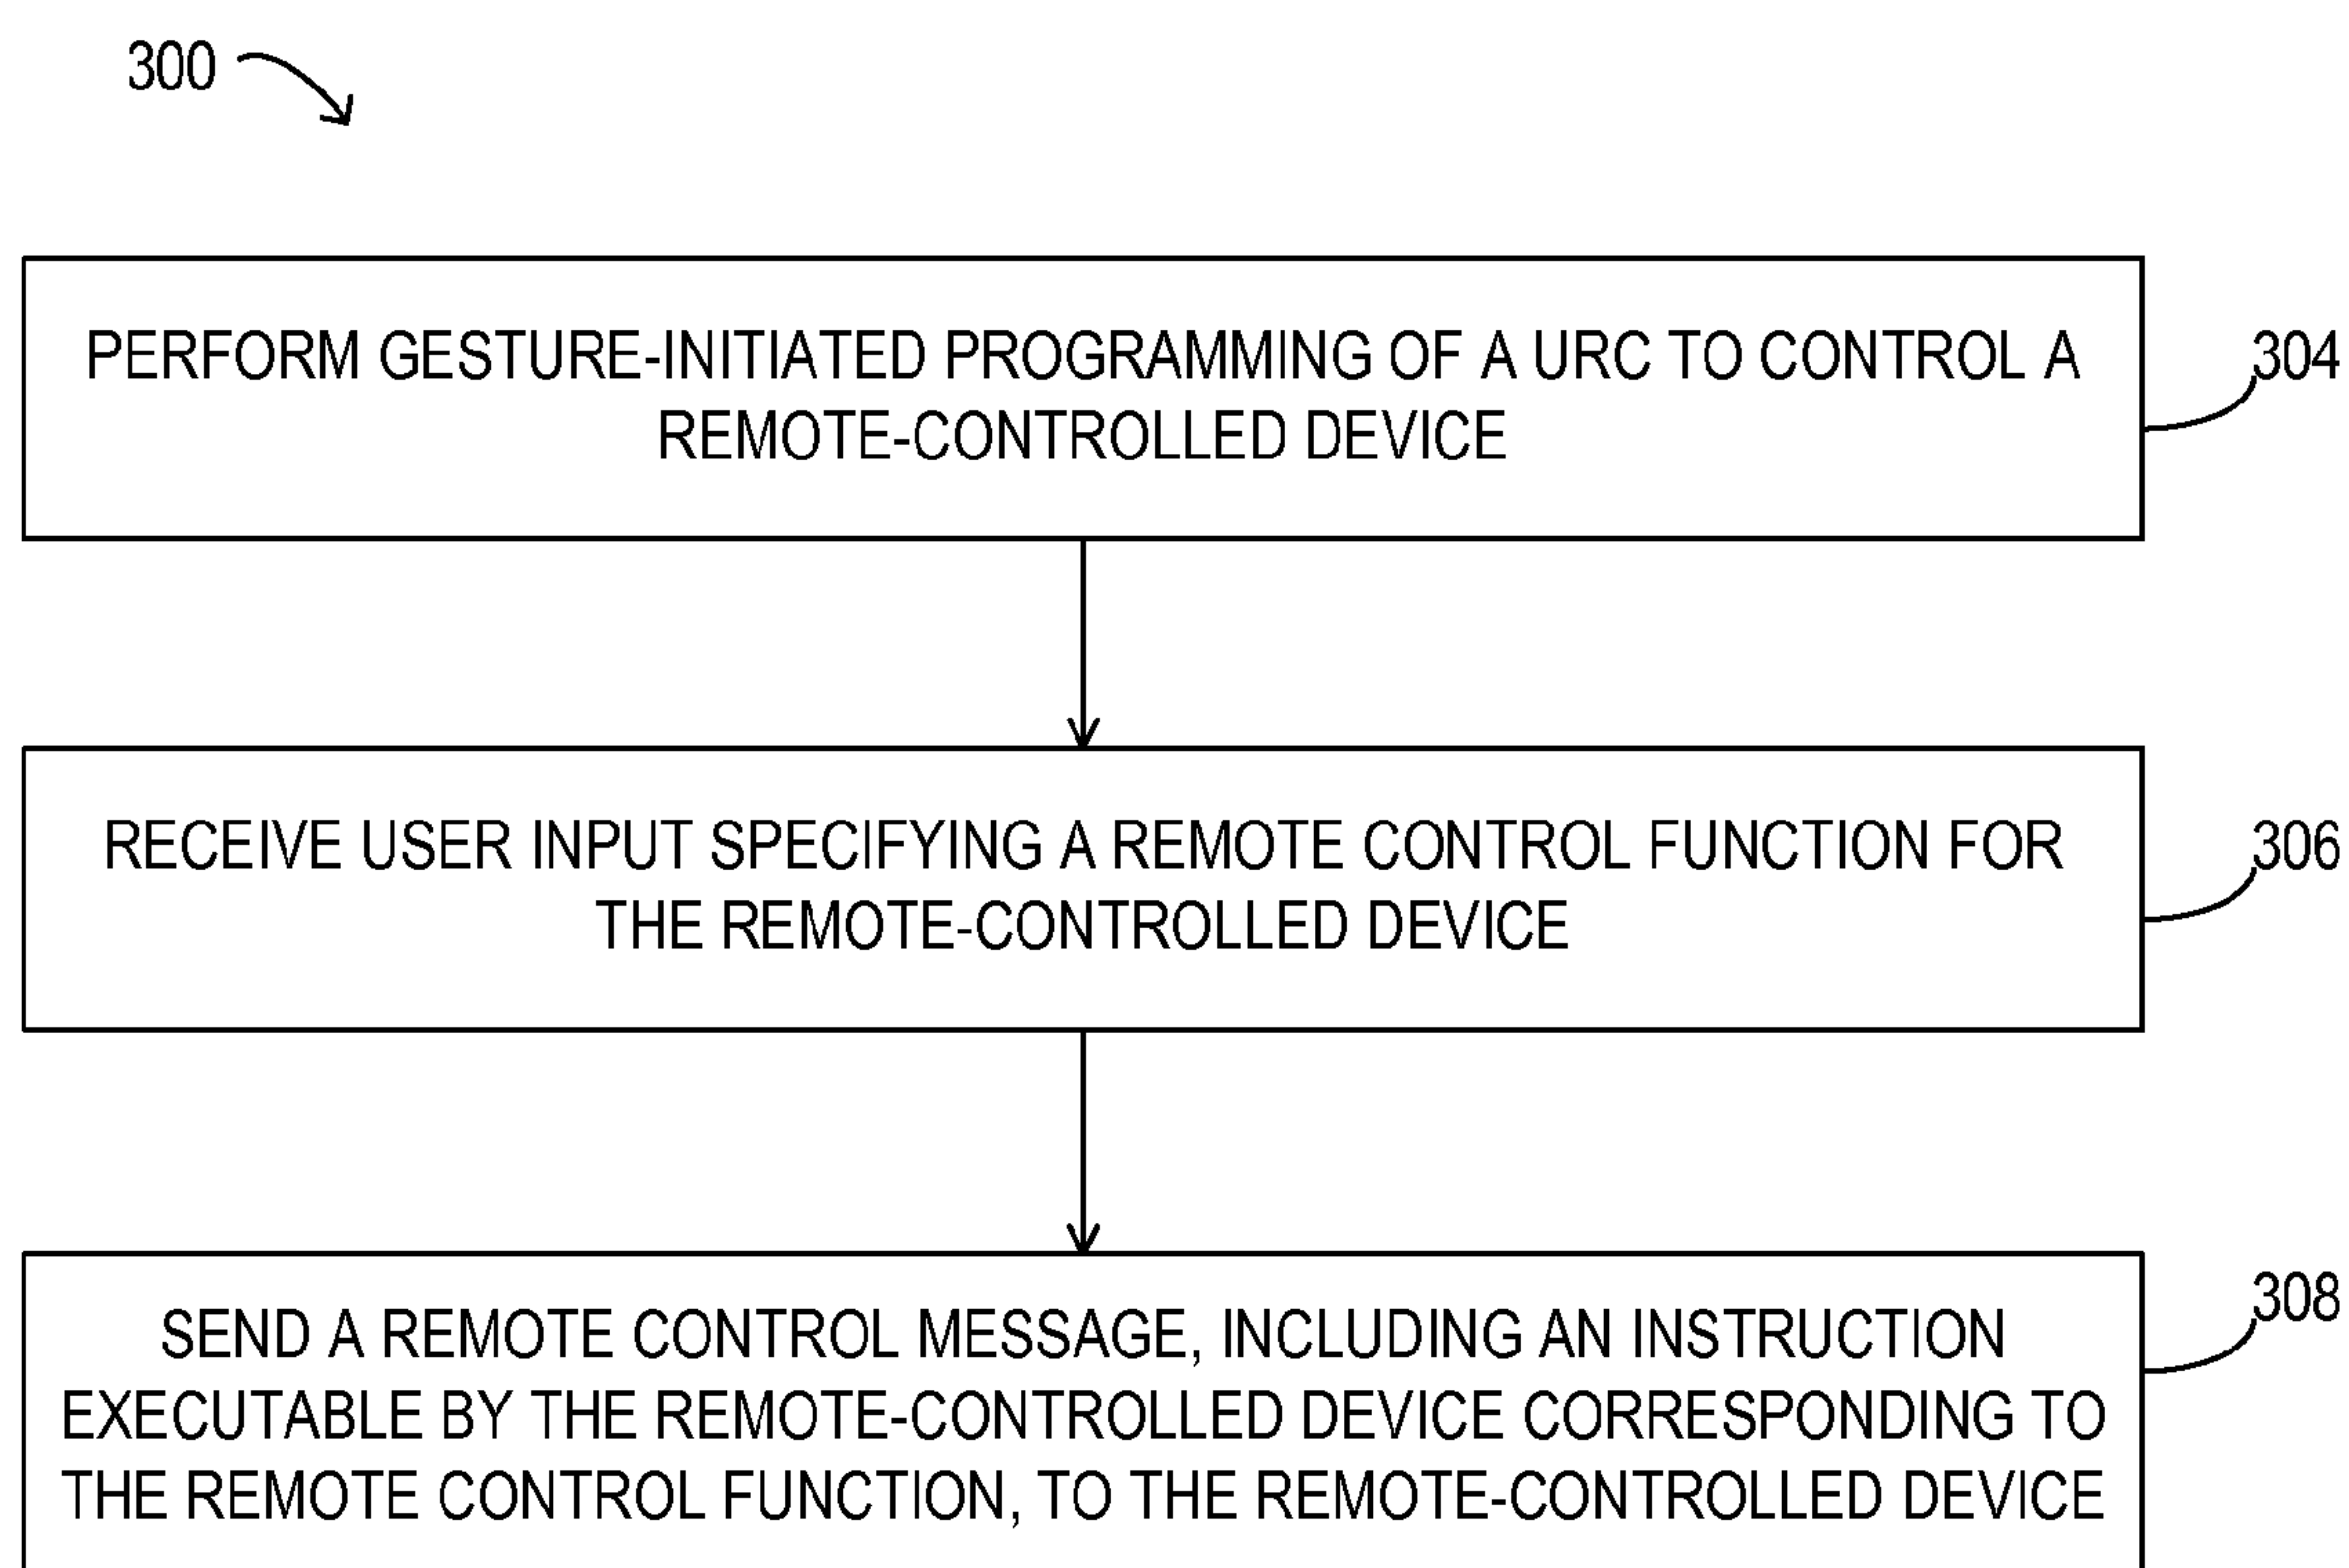 300
PERFORM GESTURE-INITIATED PROGRAMMING OF A URC TO CONTROL A
REMOTE-CONTROLLED DEVICE
304
RECEIVE USER INPUT SPECIFYING A REMOTE CONTROL FUNCTION FOR
THE REMOTE-CONTROLLED DEVICE
306
SEND A REMOTE CONTROL MESSAGE, INCLUDING AN INSTRUCTION
EXECUTABLE BY THE REMOTE-CONTROLLED DEVICE CORRESPONDING TO
THE REMOTE CONTROL FUNCTION, TO THE REMOTE-CONTROLLED DEVICE
308